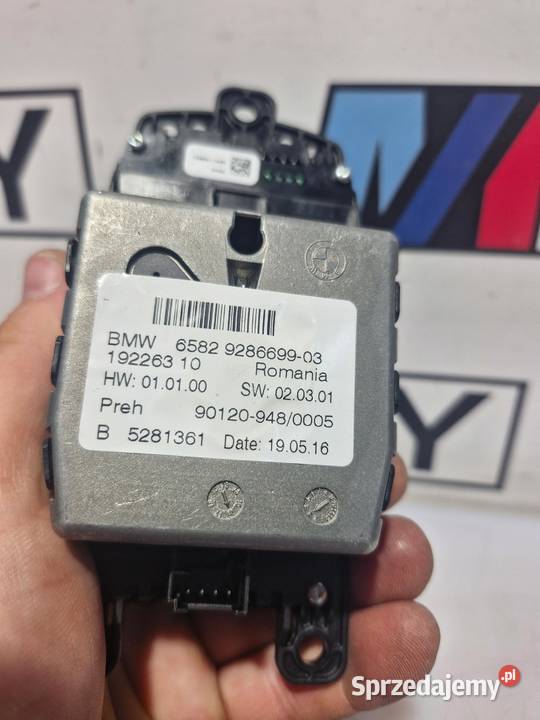 Y
M
BMW 6582 9286699-03
192263 10 Romania
HW: 01.01.00 SW: 02.03.01
Preh 90120-948/0005
B 5281361 Date: 19.05.16
Y
Sprzedajemy.pl